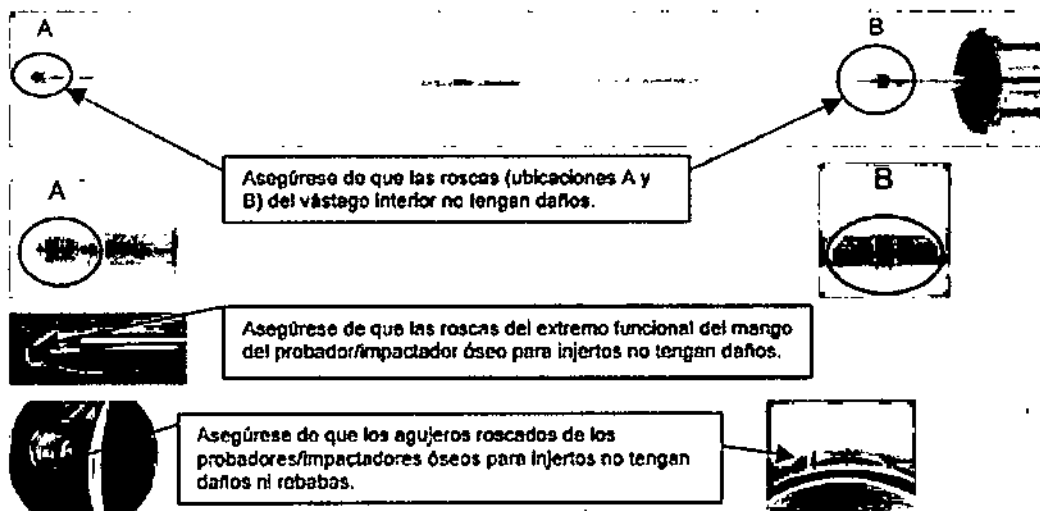 A
B
Asegúrese de que las roscas (ubicaciones A y
B) del vástago interior no tengan daños.
A
B
Asegúrese de que las roscas del extremo funcional del mango
del probador/impactador óseo para injertos no tengan daños.
Asegúrese de que los agujeros roscados de los
probadores/impactadores óseos para injertos no tengan
daños ni rebabas.